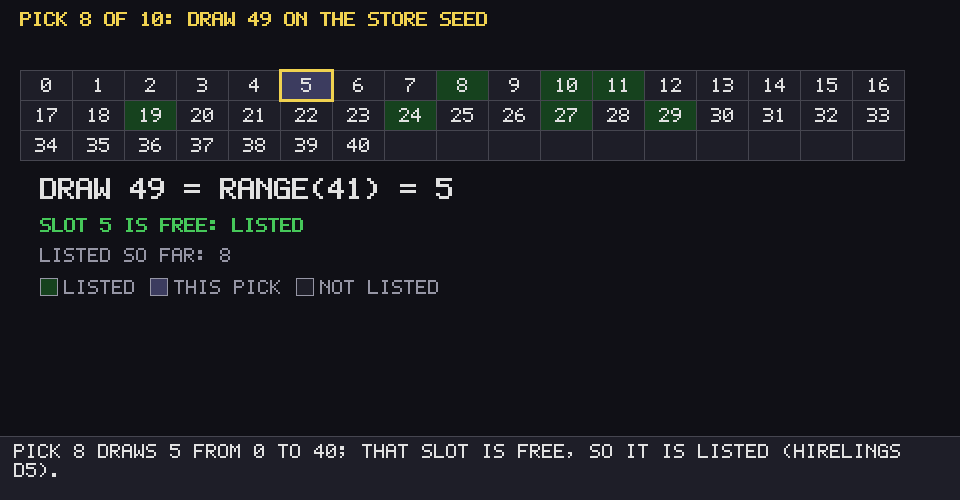 PICK 8 OF 10: DRAW 49 ON THE STORE SEED
0 1 2 3 4 5 6 7 8 9 10 11 12 13 14 15 16
17 18 19 20 21 22 23 24 25 26 27 28 29 30 31 32 33
34 35 36 37 38 39 40
DRAW 49 = RANGE(41) = 5
SLOT 5 IS FREE: LISTED
LISTED SO FAR: 8
LISTED THIS PICK NOT LISTED
PICK 8 DRAWS 5 FROM 0 TO 40; THAT SLOT IS FREE, SO IT IS LISTED (HIRELINGS
D5).